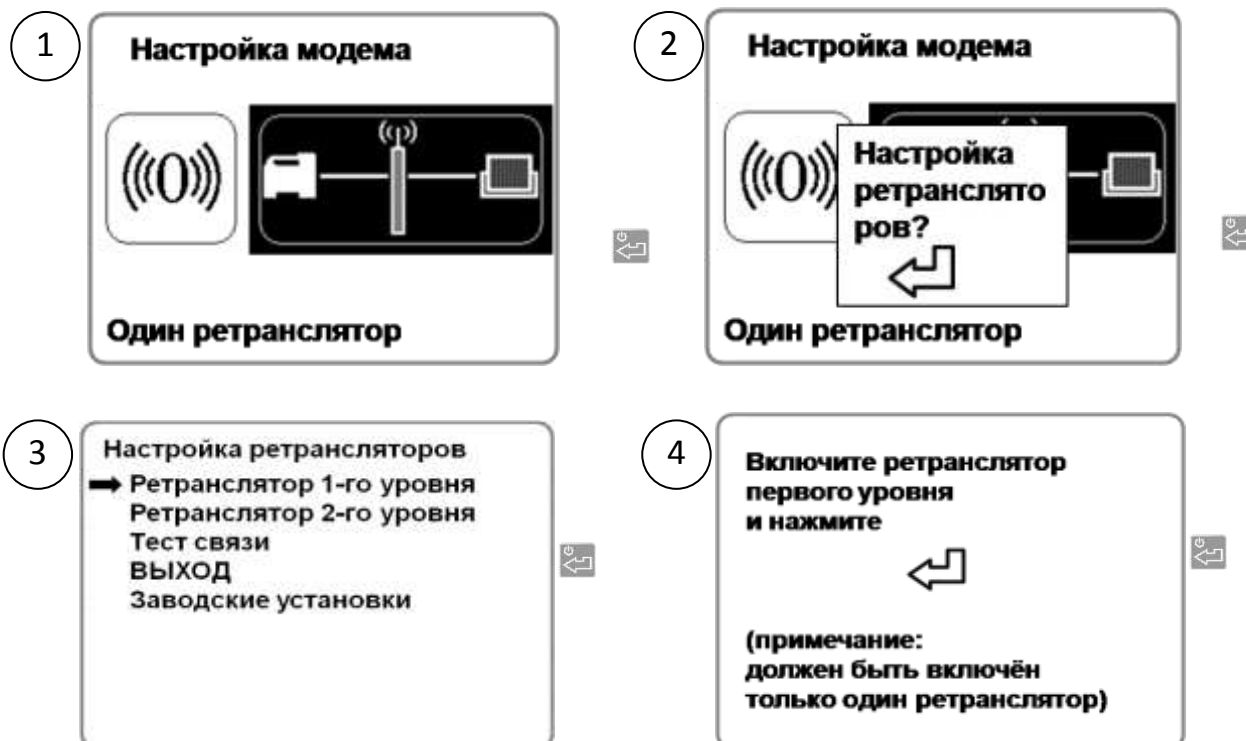 1
Настройка модема
Один ретранслятор
2
Настройка модема
Настройка
ретранслято
ров?
Один ретранслятор
3
Настройка ретрансляторов
Ретранслятор 1-го уровня
Ретранслятор 2-го уровня
Тест связи
ВЫХОД
Заводские установки
4
Включите ретранслятор
первого уровня
и нажмите
(примечание:
должен быть включён
только один ретранслятор)